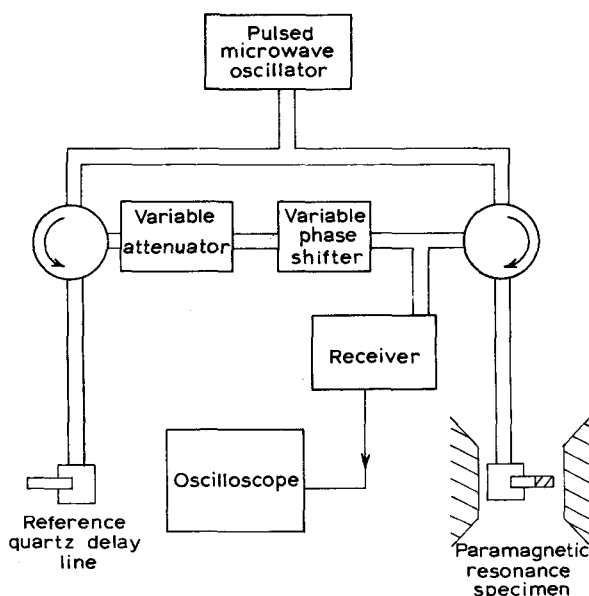 Pulsed
microwave
oscillator
Variable
attenuator
Variable
phase
shifter
Receiver
Oscilloscope
Reference
quartz delay
line
Paramagnetic
resonance
specimen